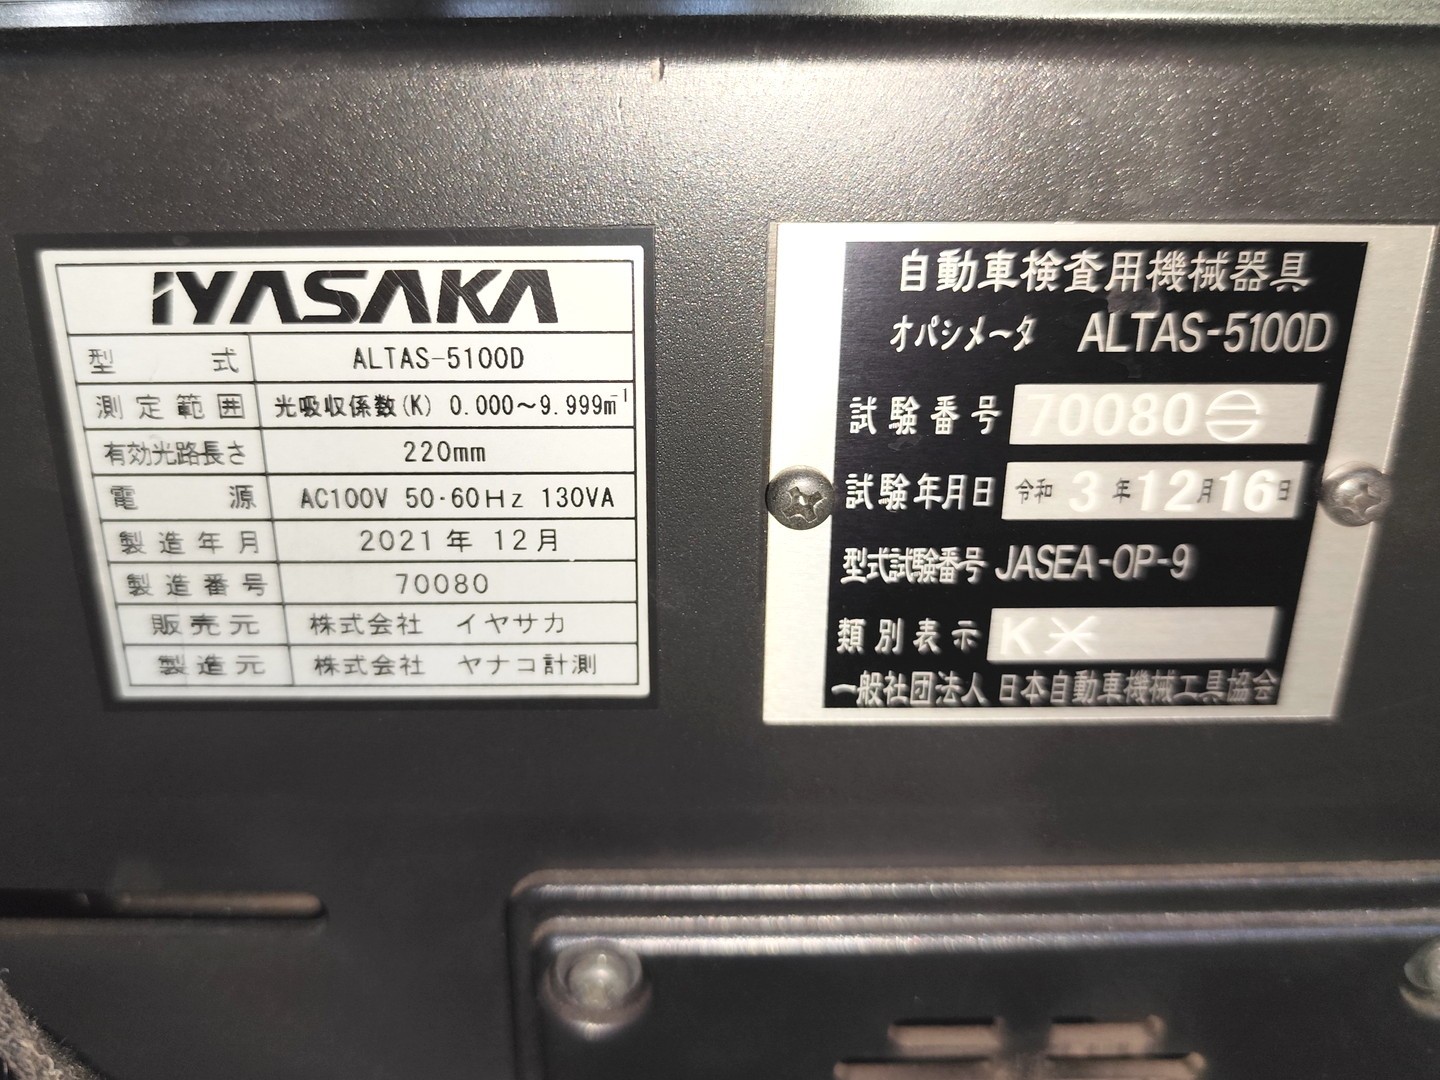 IYASAKA
型式 ALTAS-5100D
測定範囲 光吸収係数(K) 0.000～9.999m⁻¹
有効光路長さ 220mm
電源 AC100V 50·60Hz 130VA
製造年月 2021年 12月
製造番号 70080
販売元 株式会社 イヤサカ
製造元 株式会社 ヤナコ計測
自動車検査用機械器具
オパシメータ ALTAS-5100D
試験番号 70080
試験年月日 令和 3 年 12月 16日
型式試験番号 JASEA-OP-9
類別表示 K
一般社団法人 日本自動車機械工具協会